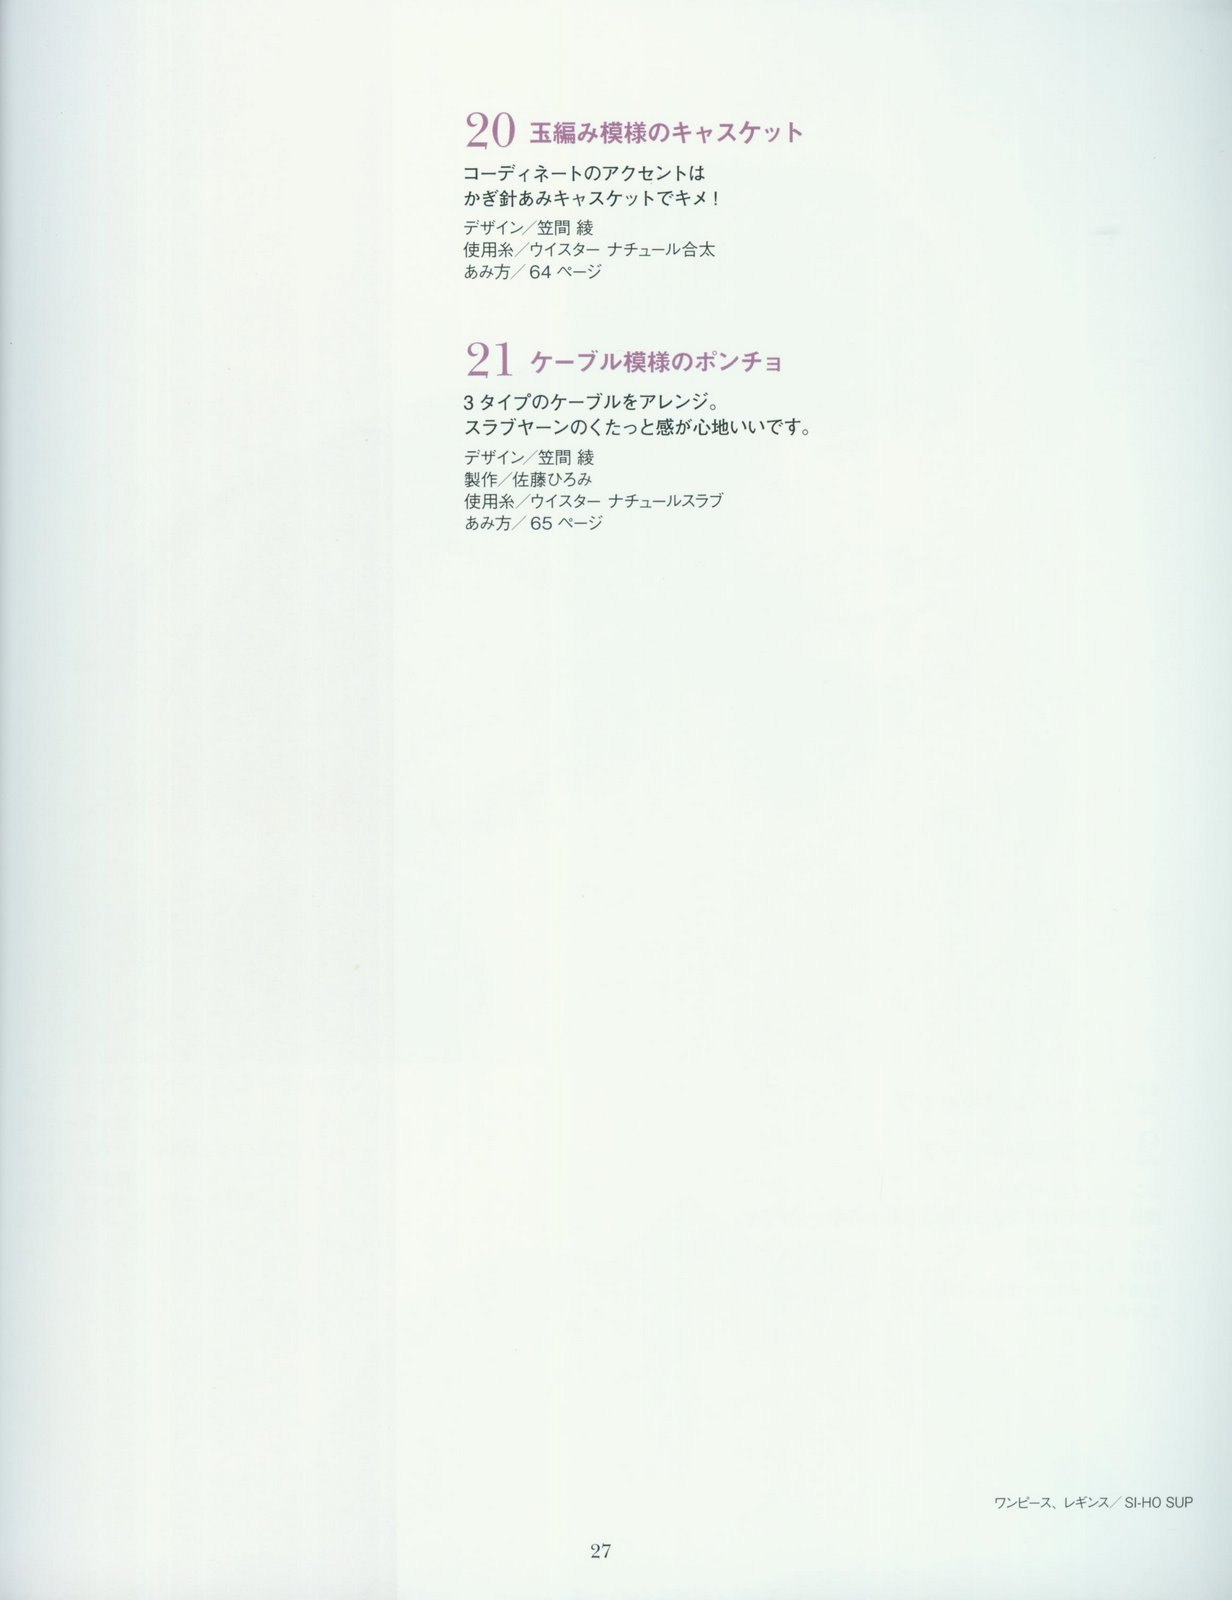 20 玉編み模様のキャスケット
コーディネートのアクセントは
かぎ針あみキャスケットでキメ！
デザイン／笠間 綾
使用糸／ウイスター ナチュール合太
あみ方／64 ページ
21 ケーブル模様のポンチョ
3 タイプのケーブルをアレンジ。
スラブヤーンのくたっと感が心地いいです。
デザイン／笠間 綾
製作／佐藤ひろみ
使用糸／ウイスター ナチュールスラブ
あみ方／65 ページ
ワンピース、レギンス／SI-HO SUP
27